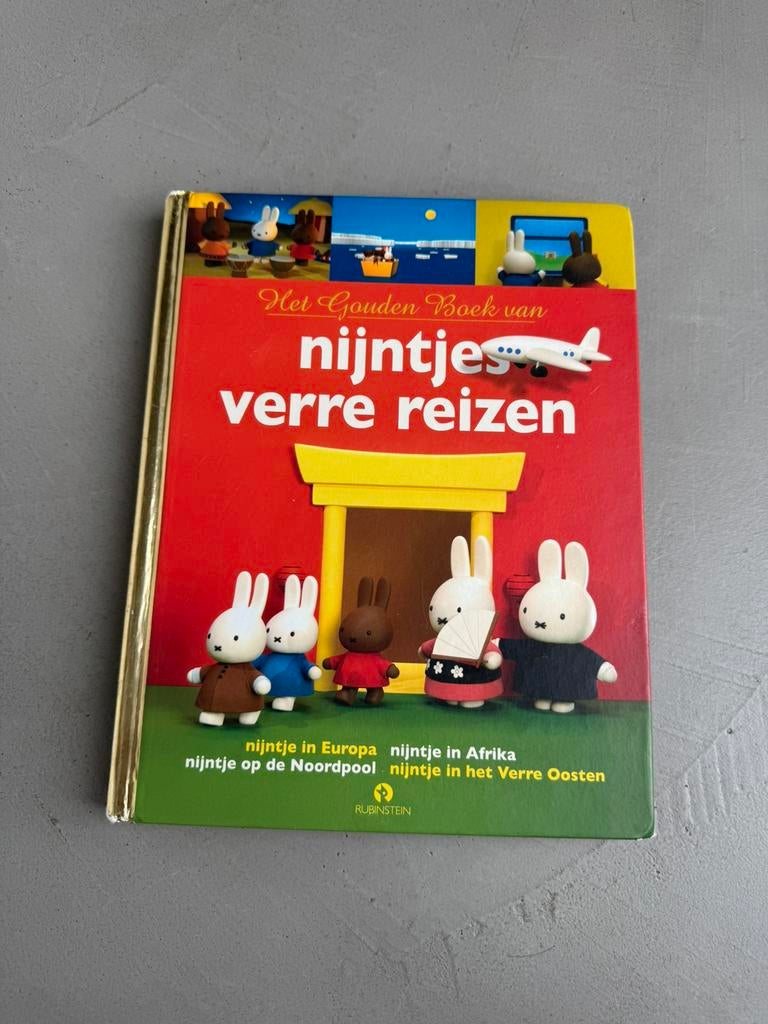 Het Gouden Boek van
nijntjes
verre reizen
nijntje in Europa nijntje in Afrika
nijntje op de Noordpool nijntje in het Verre Oosten
RUBINSTEIN